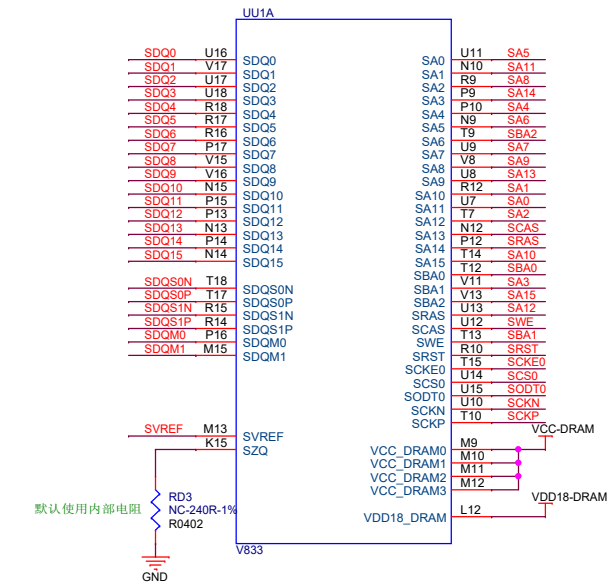 UU1A
SDQ0 U16 SDQ0 SA0 U11 SA5
SDQ1 V17 SDQ1 SA1 N10 SA11
SDQ2 U17 SDQ2 SA2 R9 SA8
SDQ3 U18 SDQ3 SA3 P9 SA14
SDQ4 R18 SDQ4 SA4 P10 SA4
SDQ5 R17 SDQ5 SA5 N9 SA6
SDQ6 R16 SDQ6 SA6 T9 SBA2
SDQ7 P17 SDQ7 SA7 U9 SA7
SDQ8 V15 SDQ8 SA8 V8 SA9
SDQ9 V16 SDQ9 SA9 U8 SA13
SDQ10 N15 SDQ10 SA10 R12 SA1
SDQ11 P15 SDQ11 SA11 U7 SA0
SDQ12 P13 SDQ12 SA12 T7 SA2
SDQ13 N13 SDQ13 SA13 N12 SCAS
SDQ14 P14 SDQ14 SA14 P12 SRAS
SDQ15 N14 SDQ15 SA15 T14 SA10
SBA0 T12 SBA0
SDQS0N T18 SDQS0N SBA1 V11 SA3
SDQS0P T17 SDQS0P SBA2 V13 SA15
SDQS1N R15 SDQS1N SRAS U13 SA12
SDQS1P R14 SDQS1P SCAS U12 SWE
SDQM0 P16 SDQM0 SWE T13 SBA1
SDQM1 M15 SDQM1 SRST R10 SRST
SCKE0 T15 SCKE0
SCS0 U14 SCS0
SODT0 U15 SODT0
SCKN U10 SCKN
SCKP T10 SCKP
VCC-DRAM
SVREF M13 SVREF
K15 SZQ
VCC_DRAM0 M9
VCC_DRAM1 M10
VCC_DRAM2 M11
VCC_DRAM3 M12
VDD18-DRAM
VDD18_DRAM L12
默认使用内部电阻
RD3
NC-240R-1%
R0402
V833
GND